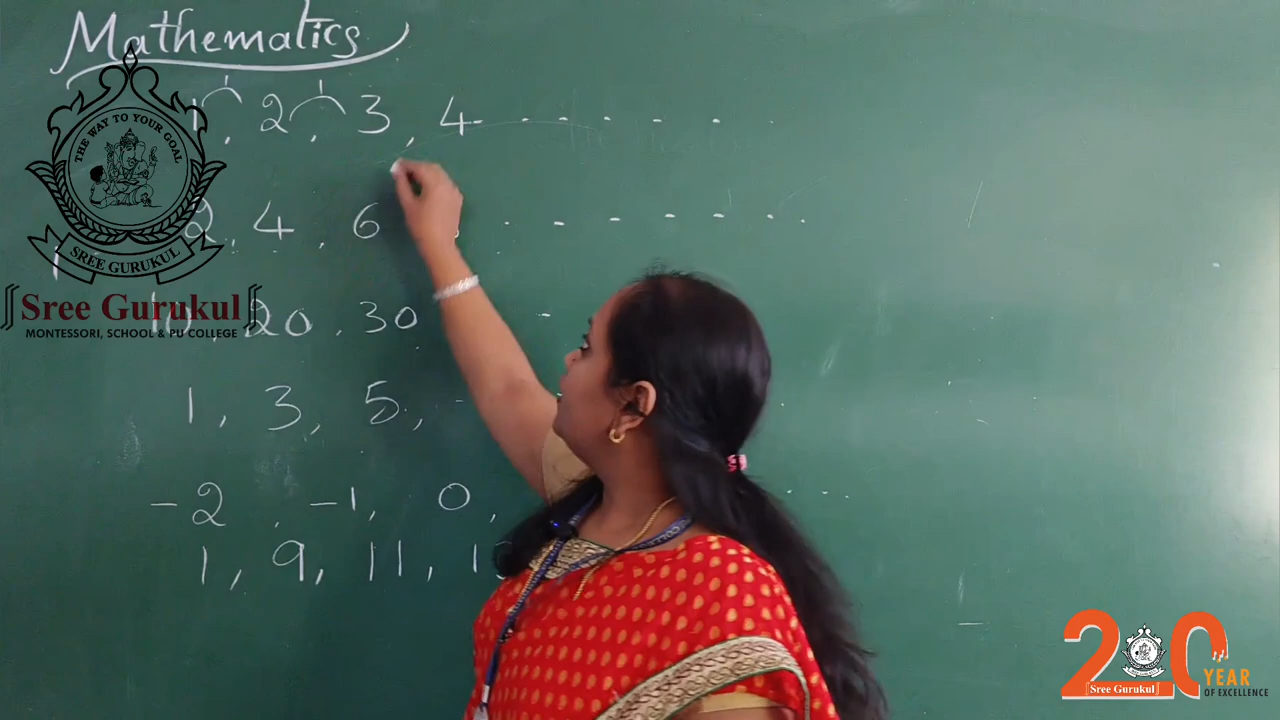 Mathematics
1, 2, 3, 4 - - - - - - .
THE WAY TO YOUR GOAL
2, 4, 6 - - - - - - - .
SREE GURUKUL
Sree Gurukul
MONTESSORI, SCHOOL & PU COLLEGE
10, 20, 30 -
1, 3, 5, -
-2, -1, 0,
1, 9, 11,
20 YEAR
OF EXCELLENCE
Sree Gurukul